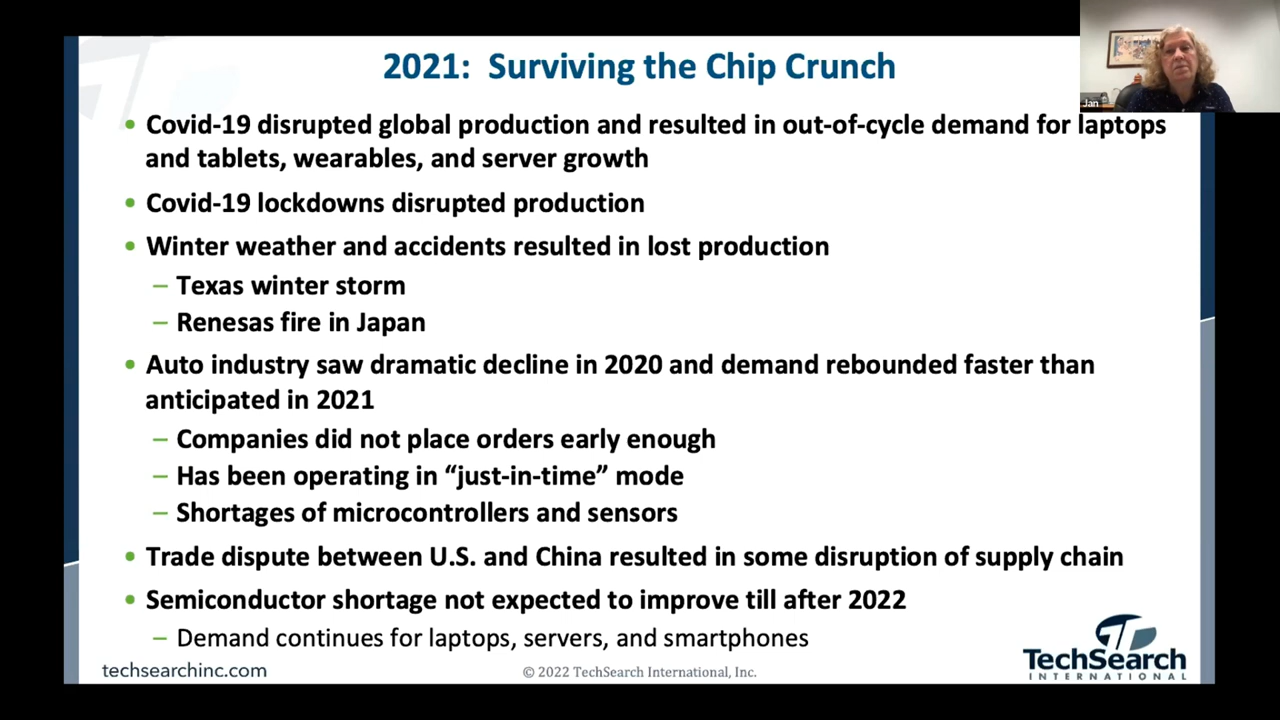 2021: Surviving the Chip Crunch
Jan
• Covid-19 disrupted global production and resulted in out-of-cycle demand for laptops
and tablets, wearables, and server growth
• Covid-19 lockdowns disrupted production
• Winter weather and accidents resulted in lost production
– Texas winter storm
– Renesas fire in Japan
• Auto industry saw dramatic decline in 2020 and demand rebounded faster than
anticipated in 2021
– Companies did not place orders early enough
– Has been operating in “just-in-time” mode
– Shortages of microcontrollers and sensors
• Trade dispute between U.S. and China resulted in some disruption of supply chain
• Semiconductor shortage not expected to improve till after 2022
– Demand continues for laptops, servers, and smartphones
techsearchinc.com
© 2022 TechSearch International, Inc.
TechSearch
INTERNATIONAL